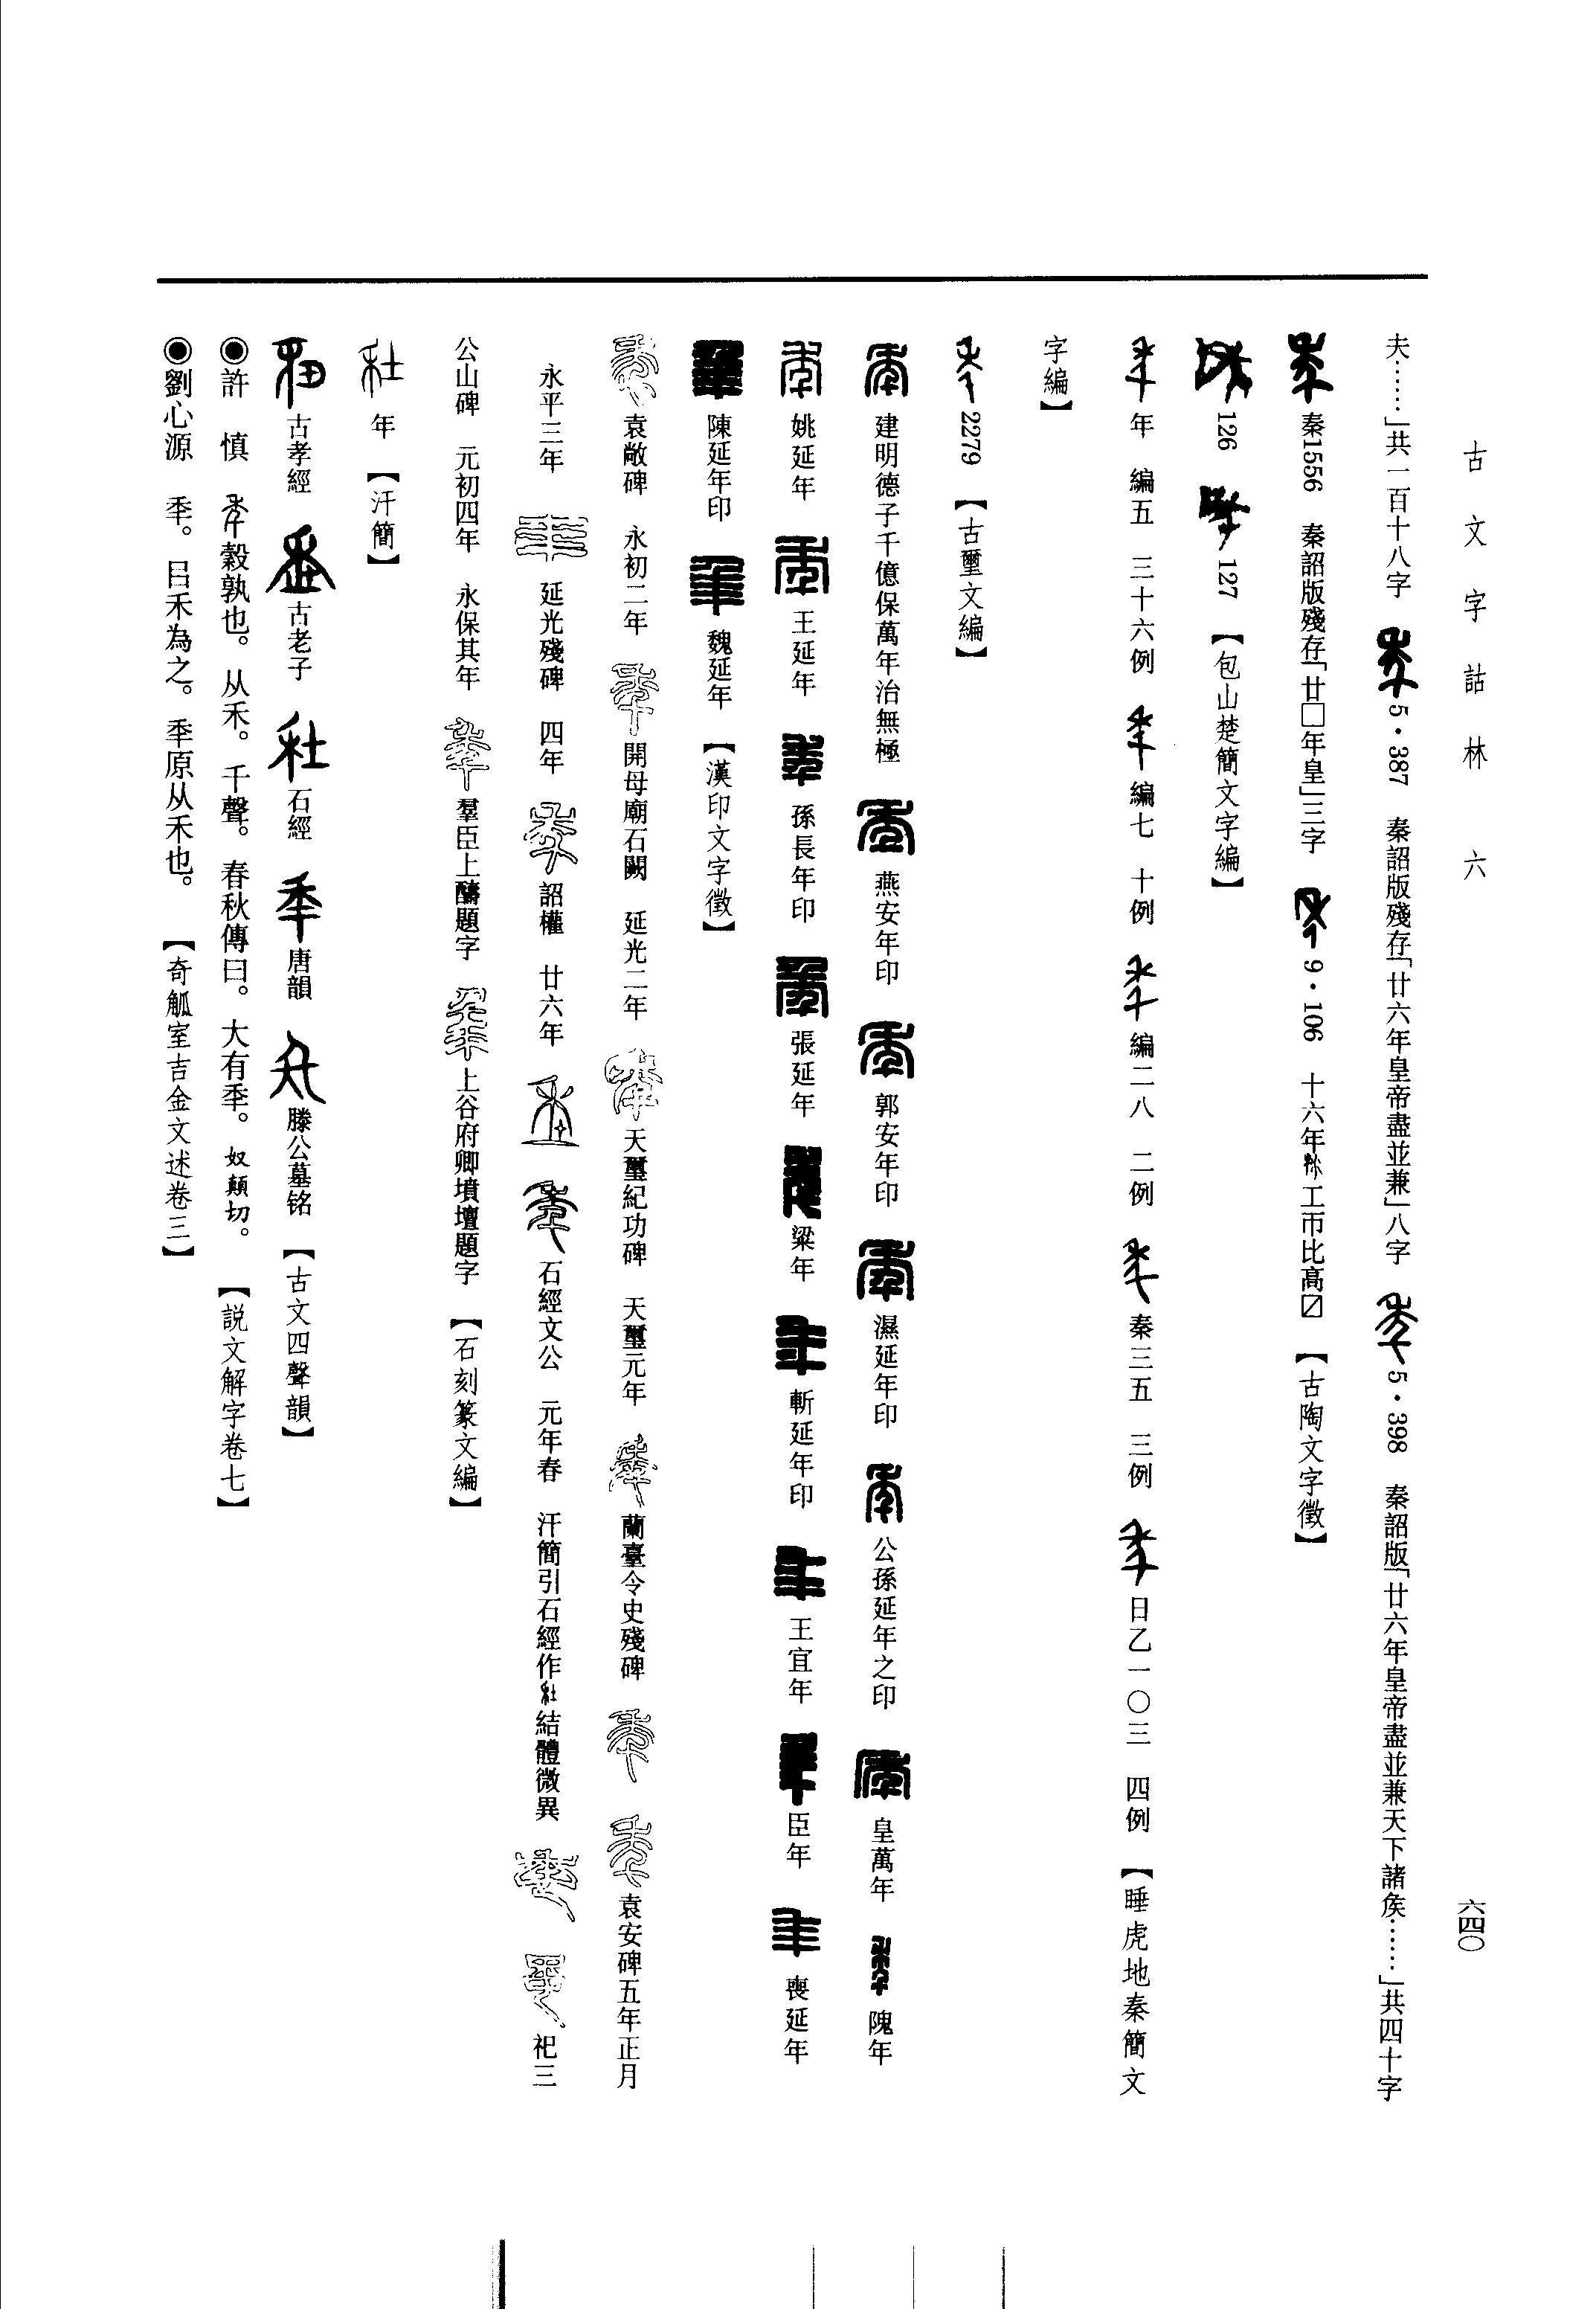 古文字詁林 六
六四〇
夫……」共一百十八字 5·387 秦詔版殘存「廿六年皇帝盡並兼」八字 5·398 秦詔版「廿六年皇帝盡並兼天下諸矦……」共四十字
秦1556 秦詔版殘存「廿□年皇」三字 9·106 十六年 工帀比高☑ 【古陶文字徵】
126 127 【包山楚簡文字編】
年 編五 三十六例 編七 十例 編二八 二例 秦三五 三例 日乙一〇三 四例 【睡虎地秦簡文
字編】
2279 【古璽文編】
建明德子千億保萬年治無極 燕安年印 郭安年印 濕延年印 公孫延年之印 皇萬年 隗年
姚延年 王延年 孫長年印 張延年 梁年 斬延年印 王宜年 臣年 喪延年
陳延年印 魏延年 【漢印文字徵】
袁敞碑 永初二年 開母廟石闕 延光二年 天璽紀功碑 天璽元年 蘭臺令史殘碑 袁安碑五年正月
永平三年 延光殘碑 四年 詔權 廿六年 石經文公 元年春 汗簡引石經作 結體微異 祀三
公山碑 元初四年 永保其年 羣臣上醻題字 上谷府卿墳壇題字 【石刻篆文編】
年 【汗簡】
古孝經 古老子 石經 唐韻 滕公墓铭 【古文四聲韻】
◉許 慎 穀孰也。从禾。千聲。春秋傳曰。大有秊。奴顛切。 【説文解字卷七】
◉劉心源 秊。㠯禾為之。秊原从禾也。 【奇觚室吉金文述卷三】